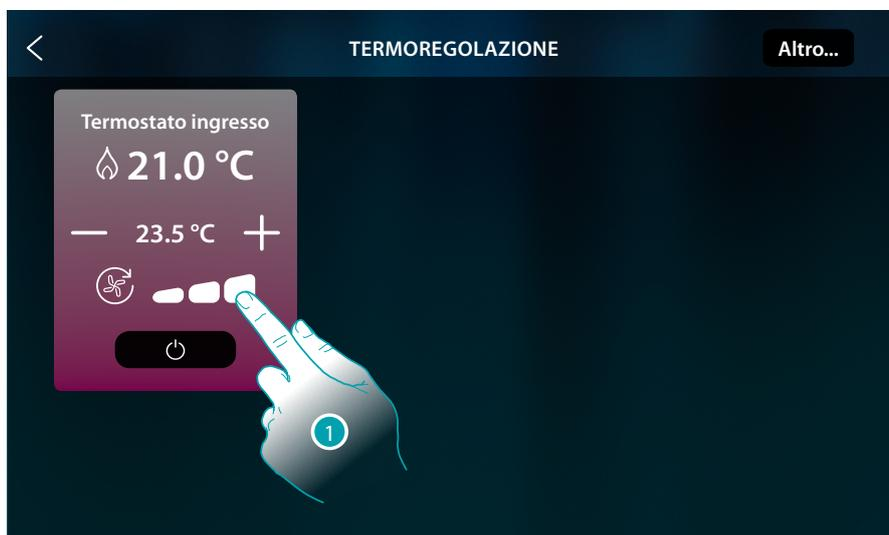 TERMOREGOLAZIONE
Altro...
Termostato ingresso
21.0 °C
23.5 °C
1